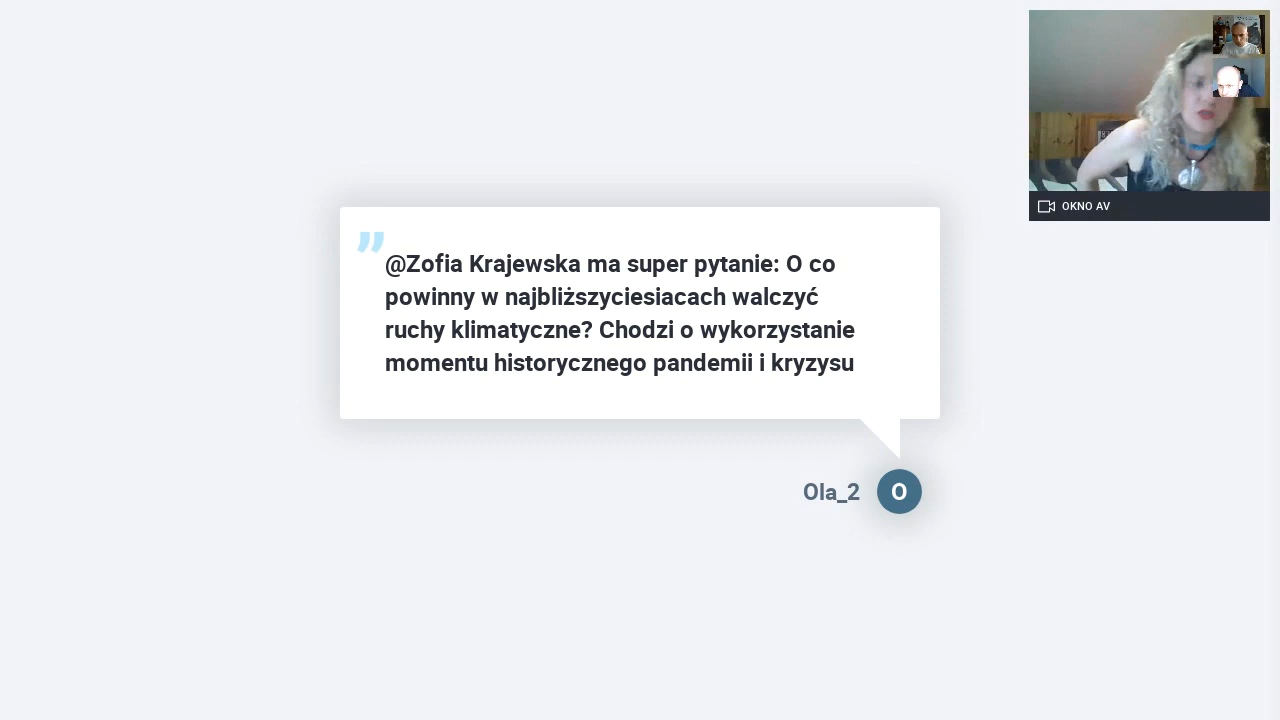 OKNO AV
”
@Zofia Krajewska ma super pytanie: O co
powinny w najbliższyciesiacach walczyć
ruchy klimatyczne? Chodzi o wykorzystanie
momentu historycznego pandemii i kryzysu
Ola_2 O